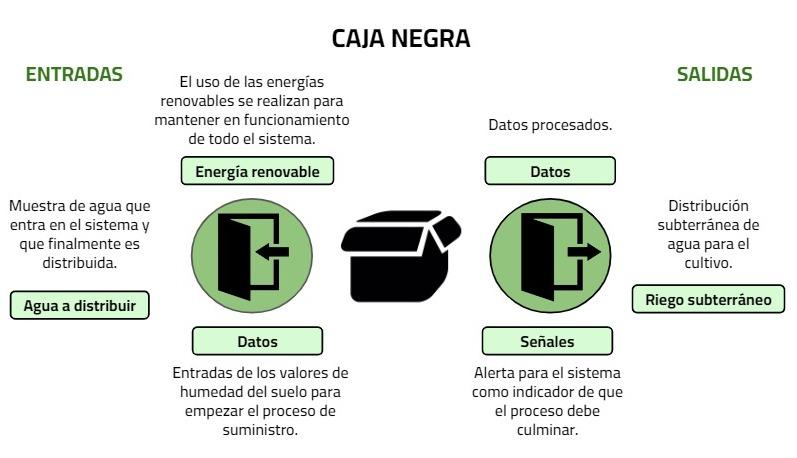 CAJA NEGRA
ENTRADAS
El uso de las energías
renovables se realizan para
mantener en funcionamiento
de todo el sistema.
Energía renovable
Muestra de agua que
entra en el sistema y
que finalmente es
distribuida.
Agua a distribuir
Datos
Entradas de los valores de
humedad del suelo para
empezar el proceso de
suministro.
SALIDAS
Datos procesados.
Datos
Distribución
subterránea de
agua para el
cultivo.
Riego subterráneo
Señales
Alerta para el sistema
como indicador de que
el proceso debe
culminar.